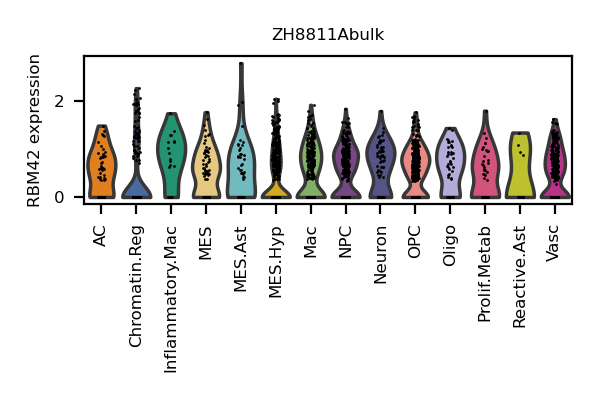 ZH8811Abulk
RBM42 expression
2
0
AC
Chromatin.Reg
Inflammatory.Mac
MES
MES.Ast
MES.Hyp
Mac
NPC
Neuron
OPC
Oligo
Prolif.Metab
Reactive.Ast
Vasc